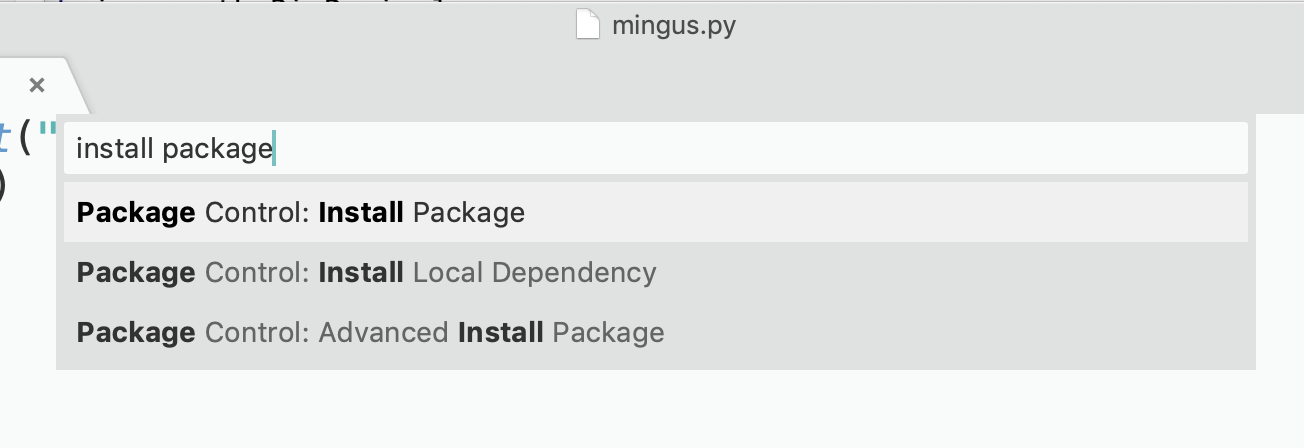 mingus.py
×
t("
)
install package
Package Control: Install Package
Package Control: Install Local Dependency
Package Control: Advanced Install Package